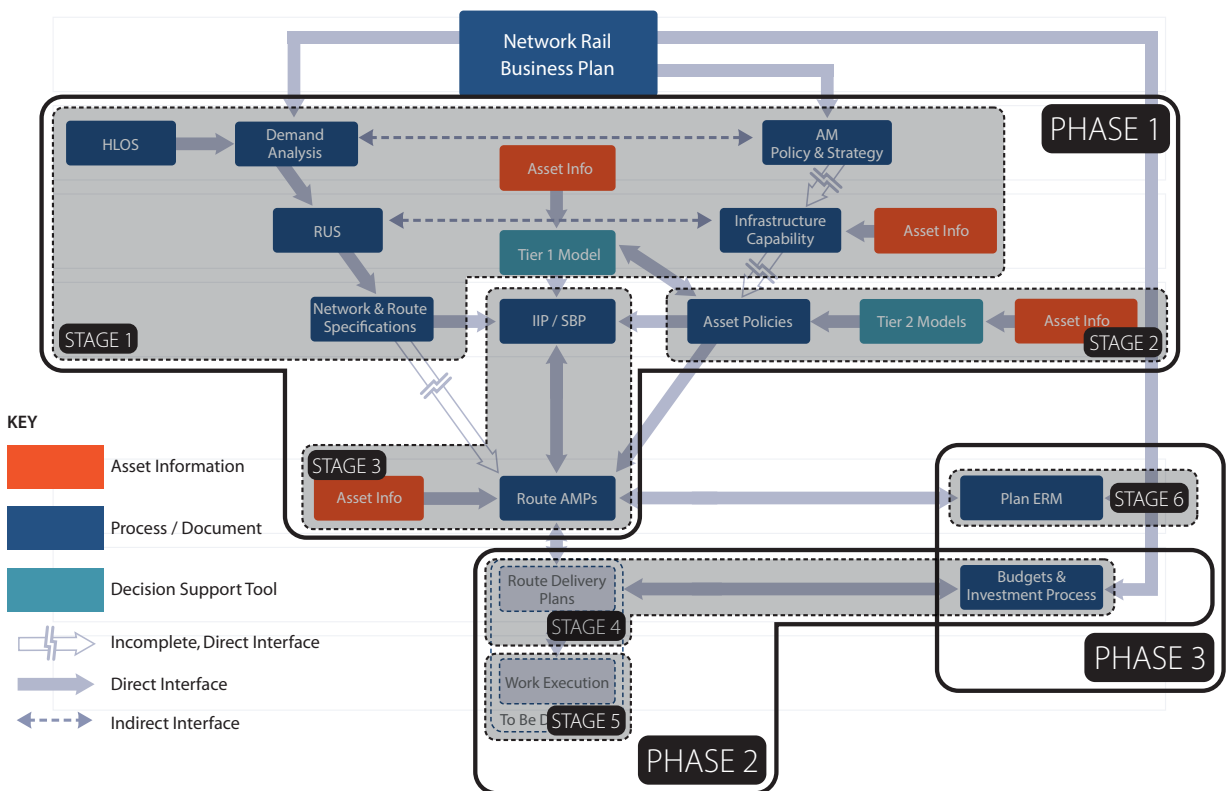 Network Rail
Business Plan
PHASE 1
HLOS
Demand
Analysis
AM
Policy & Strategy
Asset Info
RUS
Infrastructure
Capability
Asset Info
Tier 1 Model
Network & Route
Specifications
IIP / SBP
Asset Policies
Tier 2 Models
Asset Info
STAGE 1
STAGE 2
KEY
Asset Information
Process / Document
Decision Support Tool
Incomplete, Direct Interface
Direct Interface
Indirect Interface
STAGE 3
Asset Info
Route AMPs
Plan ERM
STAGE 6
Route Delivery
Plans
Budgets &
Investment Process
STAGE 4
PHASE 3
Work Execution
To Be
STAGE 5
PHASE 2